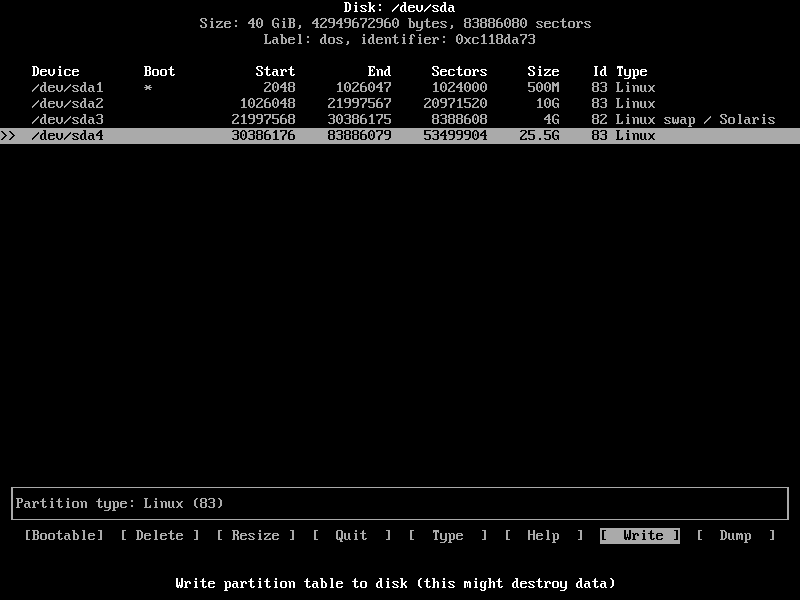 Disk: /dev/sda
Size: 40 GiB, 42949672960 bytes, 83886080 sectors
Label: dos, identifier: 0xc118da73
Device Boot Start End Sectors Size Id Type
/dev/sda1 * 2048 1026047 1024000 500M 83 Linux
/dev/sda2 1026048 21997567 20971520 10G 83 Linux
/dev/sda3 21997568 30386175 8388608 4G 82 Linux swap / Solaris
>> /dev/sda4 30386176 83886079 53499904 25.5G 83 Linux
Partition type: Linux (83)
[Bootable] [ Delete ] [ Resize ] [ Quit ] [ Type ] [ Help ] [ Write ] [ Dump ]
Write partition table to disk (this might destroy data)